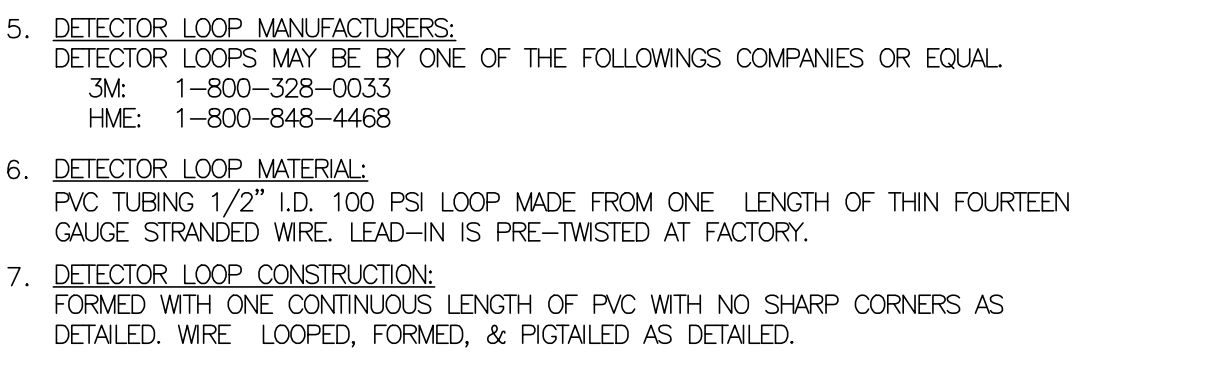 5. DETECTOR LOOP MANUFACTURERS:
DETECTOR LOOPS MAY BE BY ONE OF THE FOLLOWINGS COMPANIES OR EQUAL.
3M: 1-800-328-0033
HME: 1-800-848-4468
6. DETECTOR LOOP MATERIAL:
PVC TUBING 1/2" I.D. 100 PSI LOOP MADE FROM ONE LENGTH OF THIN FOURTEEN
GAUGE STRANDED WIRE. LEAD-IN IS PRE-TWISTED AT FACTORY.
7. DETECTOR LOOP CONSTRUCTION:
FORMED WITH ONE CONTINUOUS LENGTH OF PVC WITH NO SHARP CORNERS AS
DETAILED. WIRE LOOPED, FORMED, & PIGTAILED AS DETAILED.